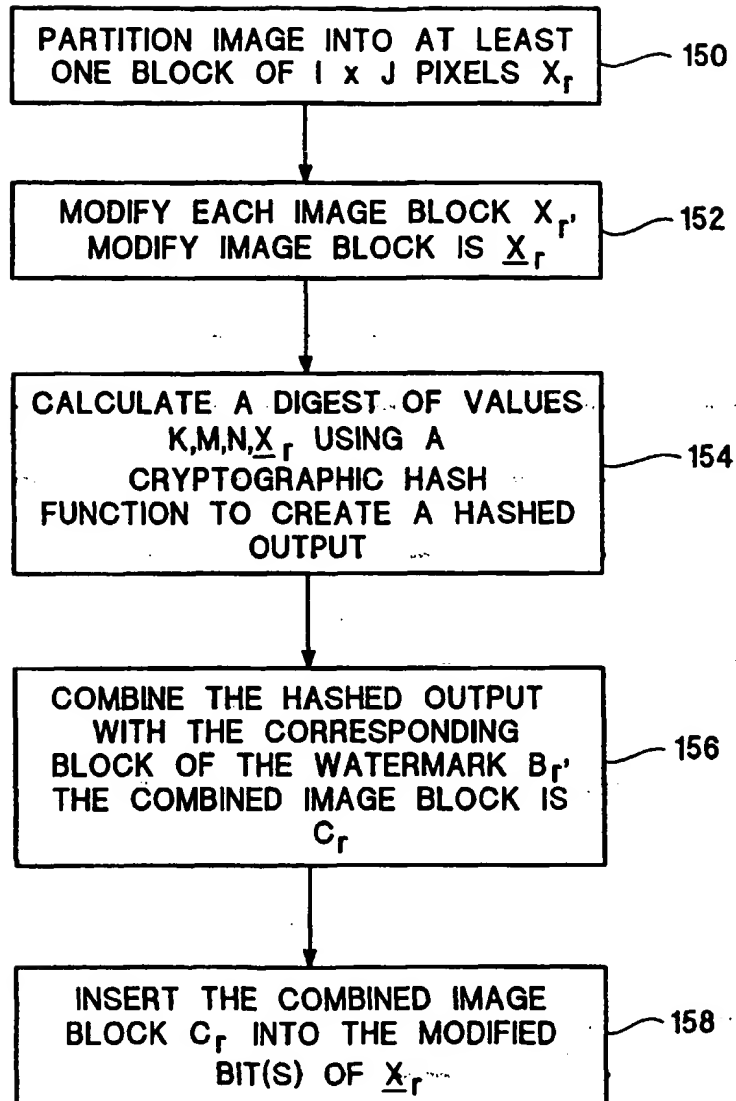 PARTITION IMAGE INTO AT LEAST
ONE BLOCK OF I x J PIXELS Xr
150
MODIFY EACH IMAGE BLOCK Xr,
MODIFY IMAGE BLOCK IS Xr
152
CALCULATE A DIGEST OF VALUES
K,M,N,Xr USING A
CRYPTOGRAPHIC HASH
FUNCTION TO CREATE A HASHED
OUTPUT
154
COMBINE THE HASHED OUTPUT
WITH THE CORRESPONDING
BLOCK OF THE WATERMARK Br,
THE COMBINED IMAGE BLOCK IS
Cr
156
INSERT THE COMBINED IMAGE
BLOCK Cr INTO THE MODIFIED
BIT(S) OF Xr
158